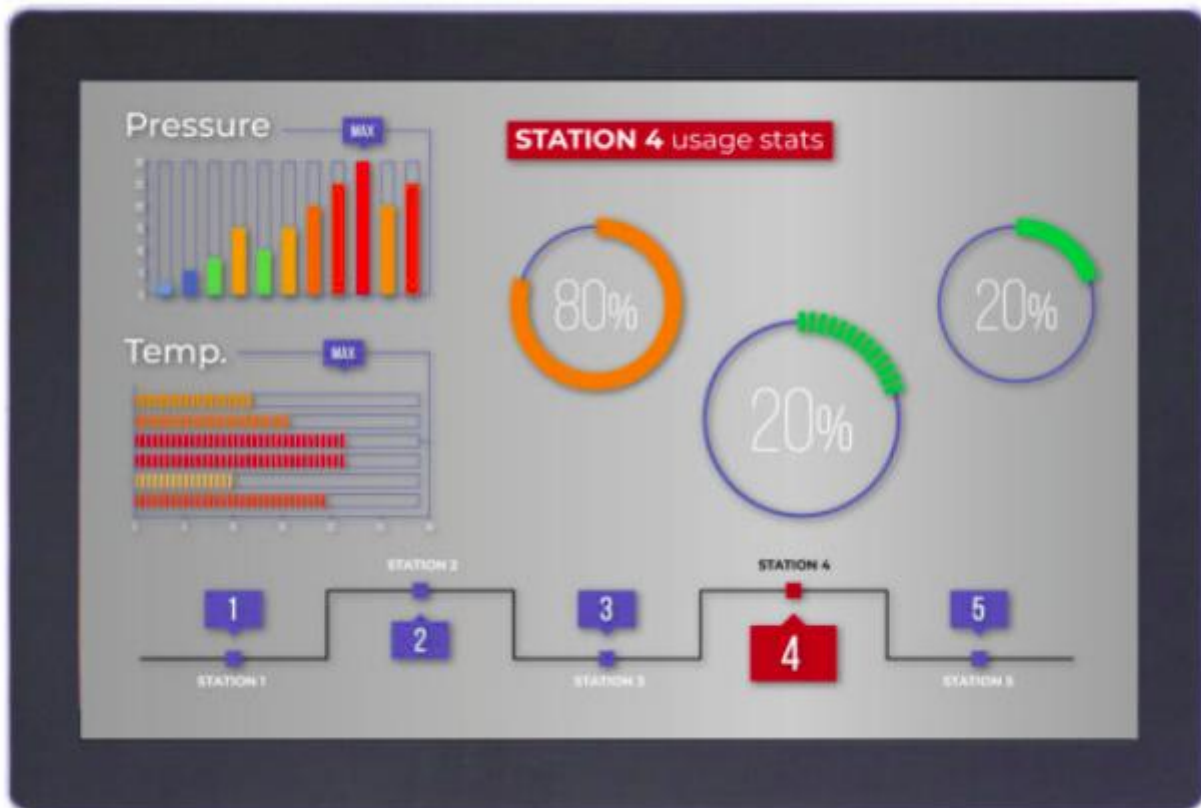 Pressure
MAX
STATION 4 usage stats
80%
20%
20%
Temp.
MAX
STATION 2
STATION 4
1
3
5
2
4
STATION 1
STATION 3
STATION 5